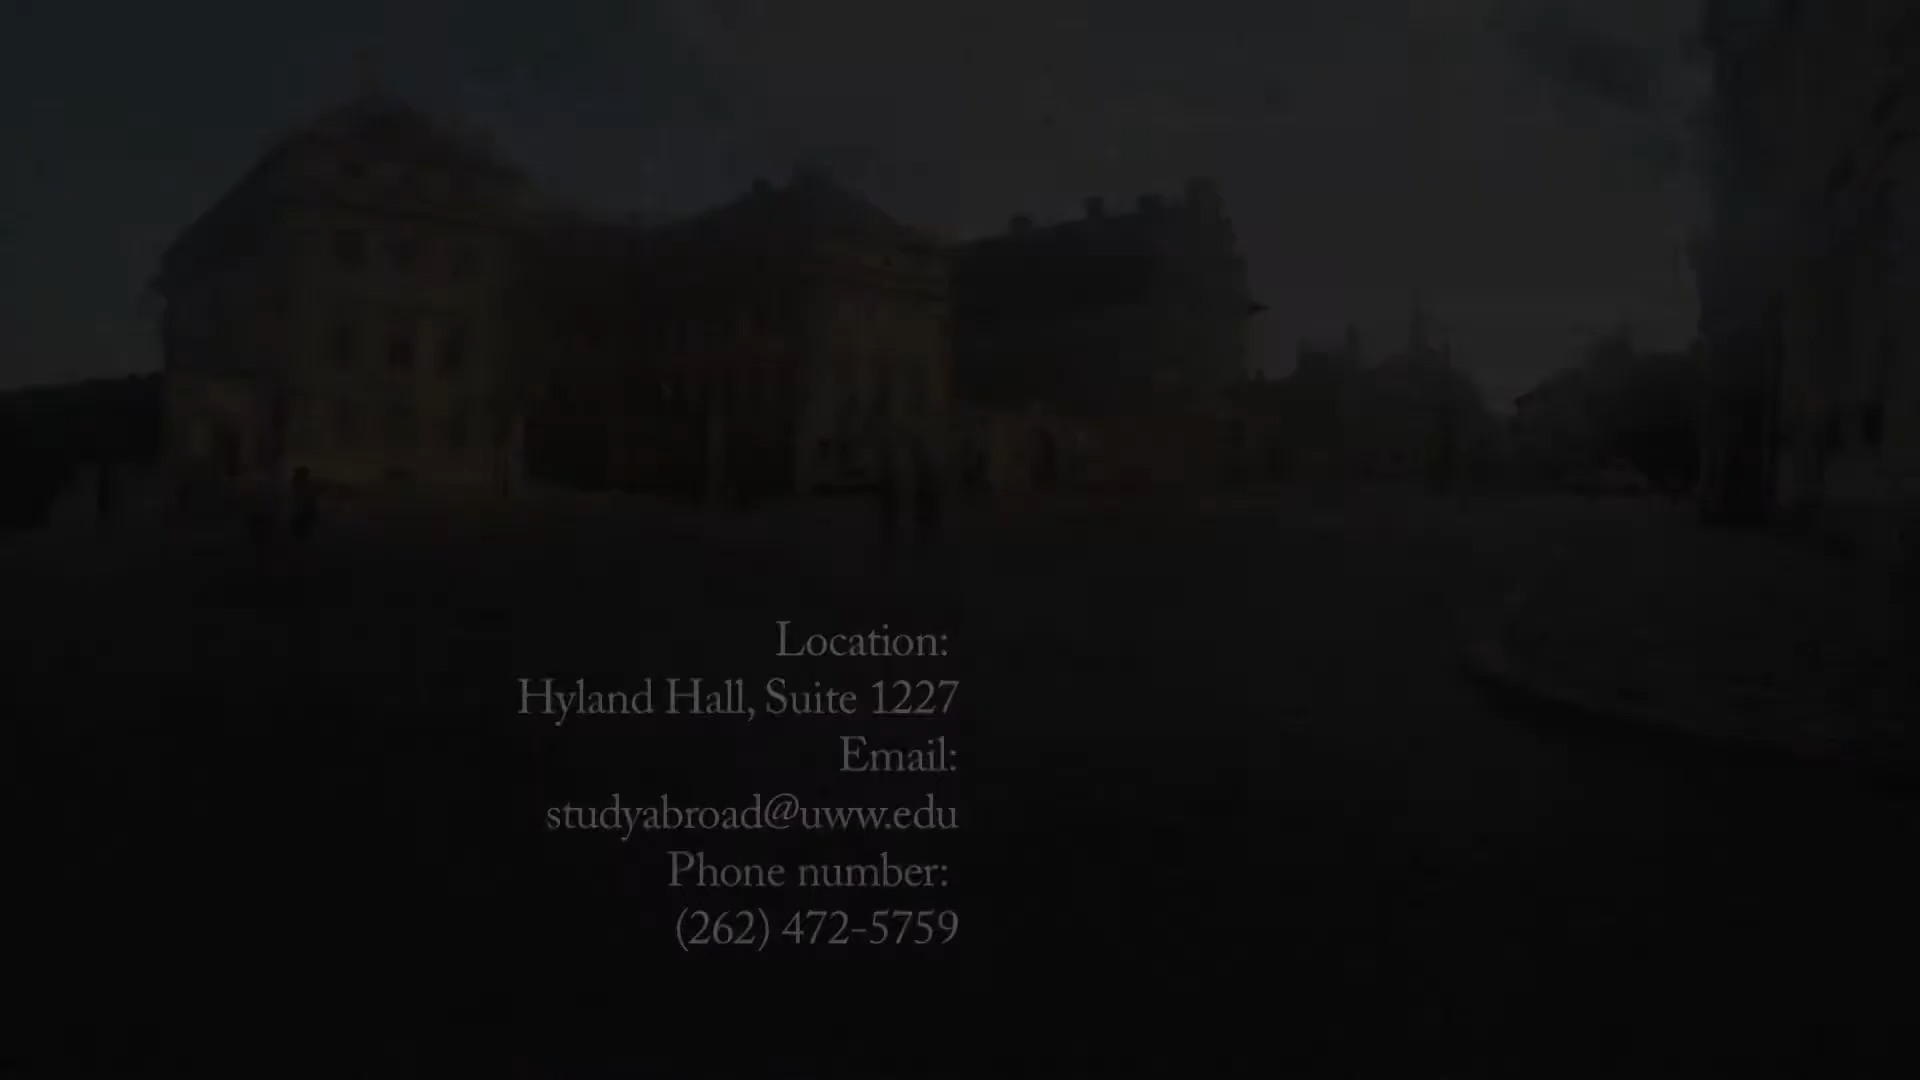 Location:
Hyland Hall, Suite 1227
Email:
studyabroad@uww.edu
Phone number:
(262) 472-5759